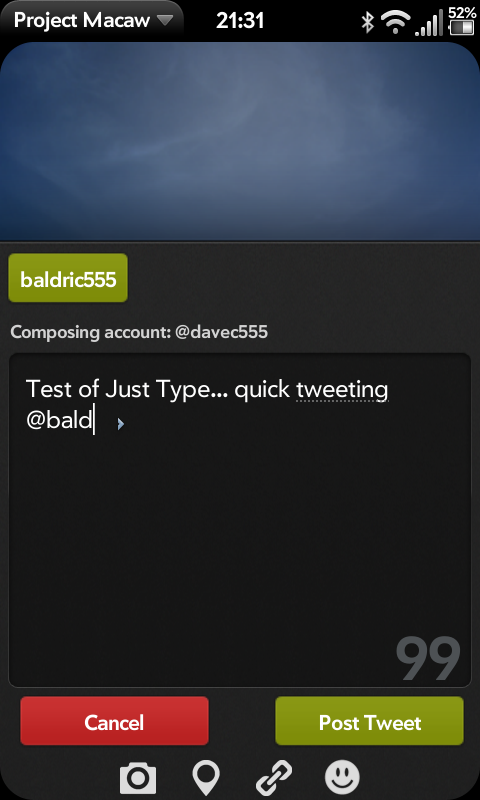 Project Macaw 21:31 52%
baldric555
Composing account: @davec555
Test of Just Type... quick tweeting
@bald
99
Cancel Post Tweet